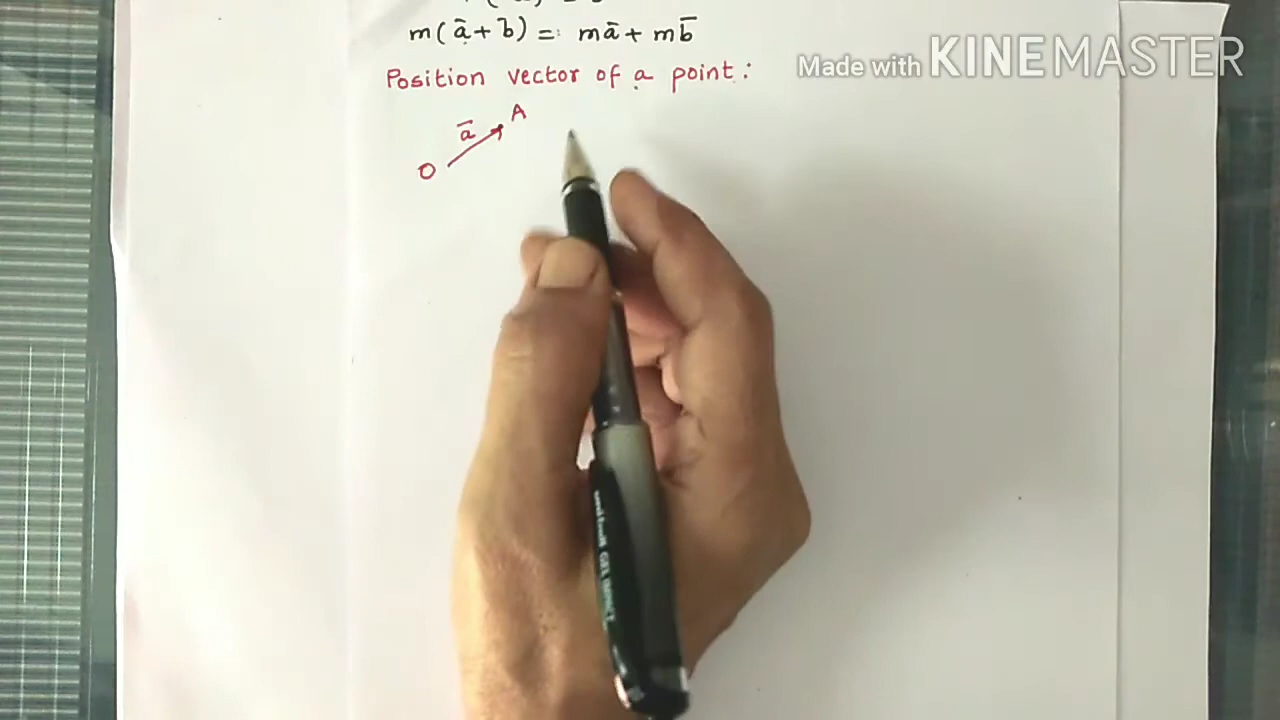 m(ā + b̄) = mā + mb̄
Made with KINEMASTER
Position vector of a point:
A
ā
O